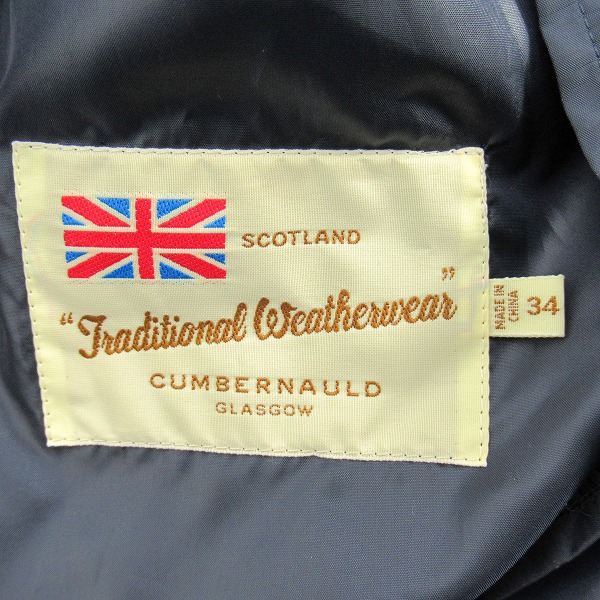 SCOTLAND
"Traditional Weatherwear"
CUMBERNAULD
GLASGOW
MADE IN
CHINA
34